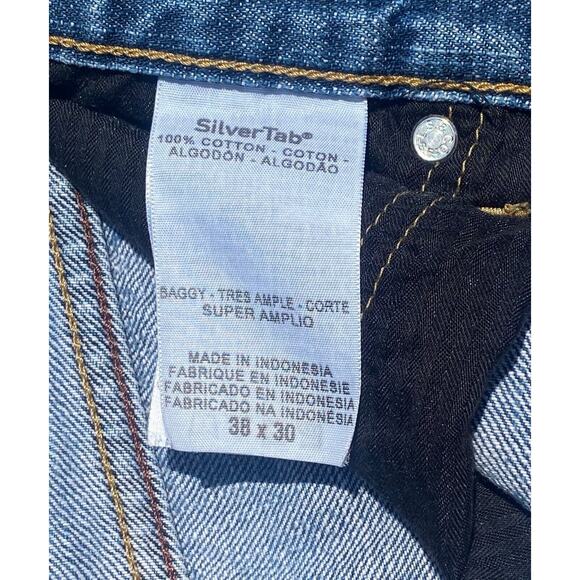 SilverTab®
100% COTTON - COTON -
ALGODÓN - ALGODÃO
BAGGY - TRES AMPLE - CORTE
SUPER AMPLIO
MADE IN INDONESIA
FABRIQUE EN INDONESIE
FABRICADO EN INDONESIA
FABRICADO NA INDONÉSIA
38 x 30